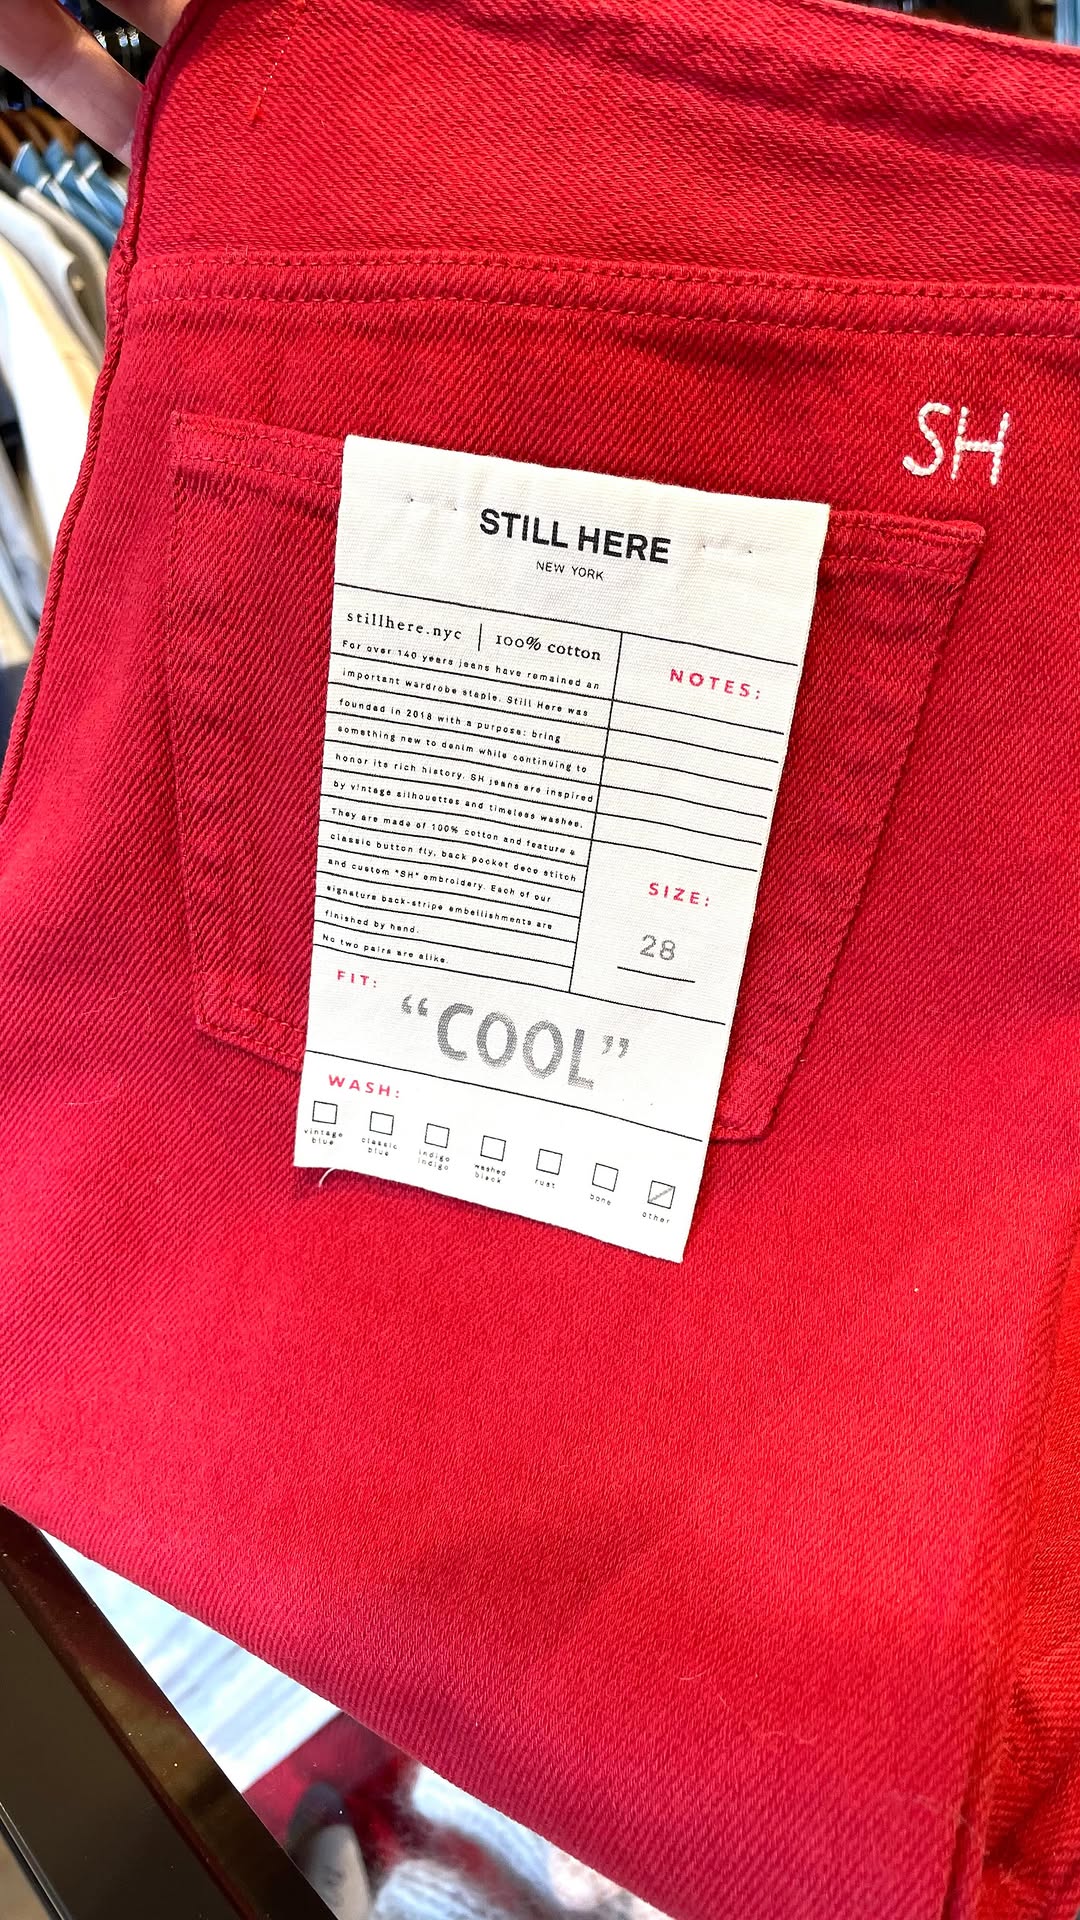 SH
STILL HERE
NEW YORK
stillhere.nyc | 100% cotton
For over 140 years jeans have remained an
important wardrobe staple. Still Here was
founded in 2018 with a purpose: bring
something new to denim while continuing to
honor its rich history. SH jeans are inspired
by vintage silhouettes and timeless washes.
They are made of 100% cotton and feature a
classic button fly, back pocket deco stitch
and custom "SH" embroidery. Each of our
signature back-stripe embellishments are
finished by hand.
No two pairs are alike.
NOTES:
SIZE:
28
FIT:
“COOL”
WASH:
vintage
blue
classic
blue
indigo
indigo
washed
black
rust
bone
other